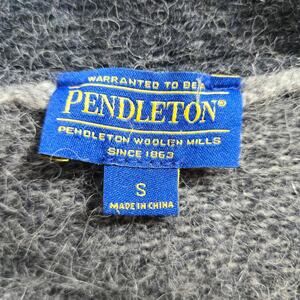 WARRANTED TO BE A
PENDLETON®
PENDLETON WOOLEN MILLS
SINCE 1863
S
MADE IN CHINA